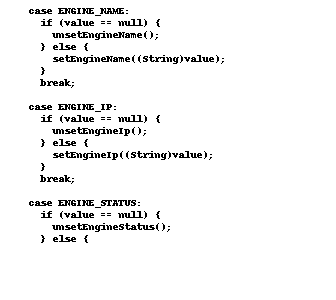 case ENGINE_NAME:
if (value == null) {
unsetEngineName();
} else {
setEngineName((String)value);
}
break;
case ENGINE_IP:
if (value == null) {
unsetEngineIp();
} else {
setEngineIp((String)value);
}
break;
case ENGINE_STATUS:
if (value == null) {
unsetEngineStatus();
} else {